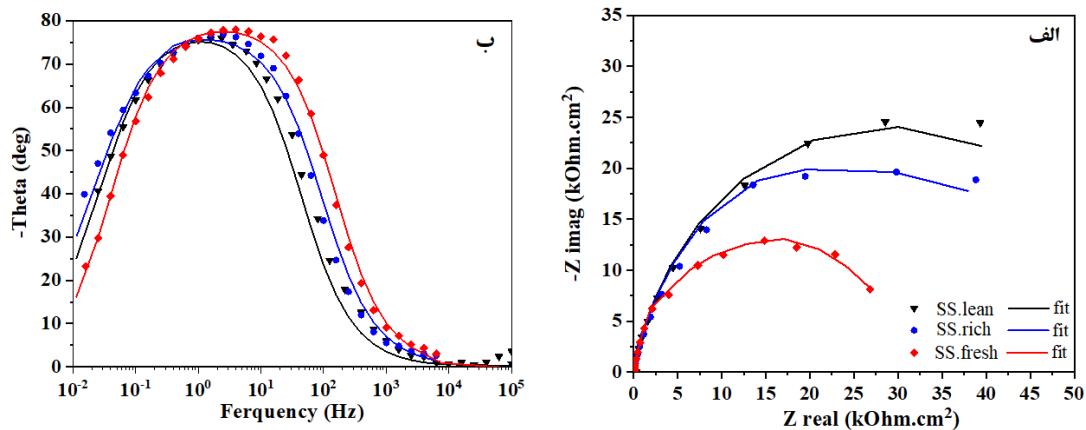 ب
80
70
60
50
40
30
20
10
0
-Theta (deg)
10⁻² 10⁻¹ 10⁰ 10¹ 10² 10³ 10⁴ 10⁵
Ferquency (Hz)
الف
35
30
25
20
15
10
5
0
-Z imag (kOhm.cm²)
SS.lean fit
SS.rich fit
SS.fresh fit
0 5 10 15 20 25 30 35 40 45 50
Z real (kOhm.cm²)